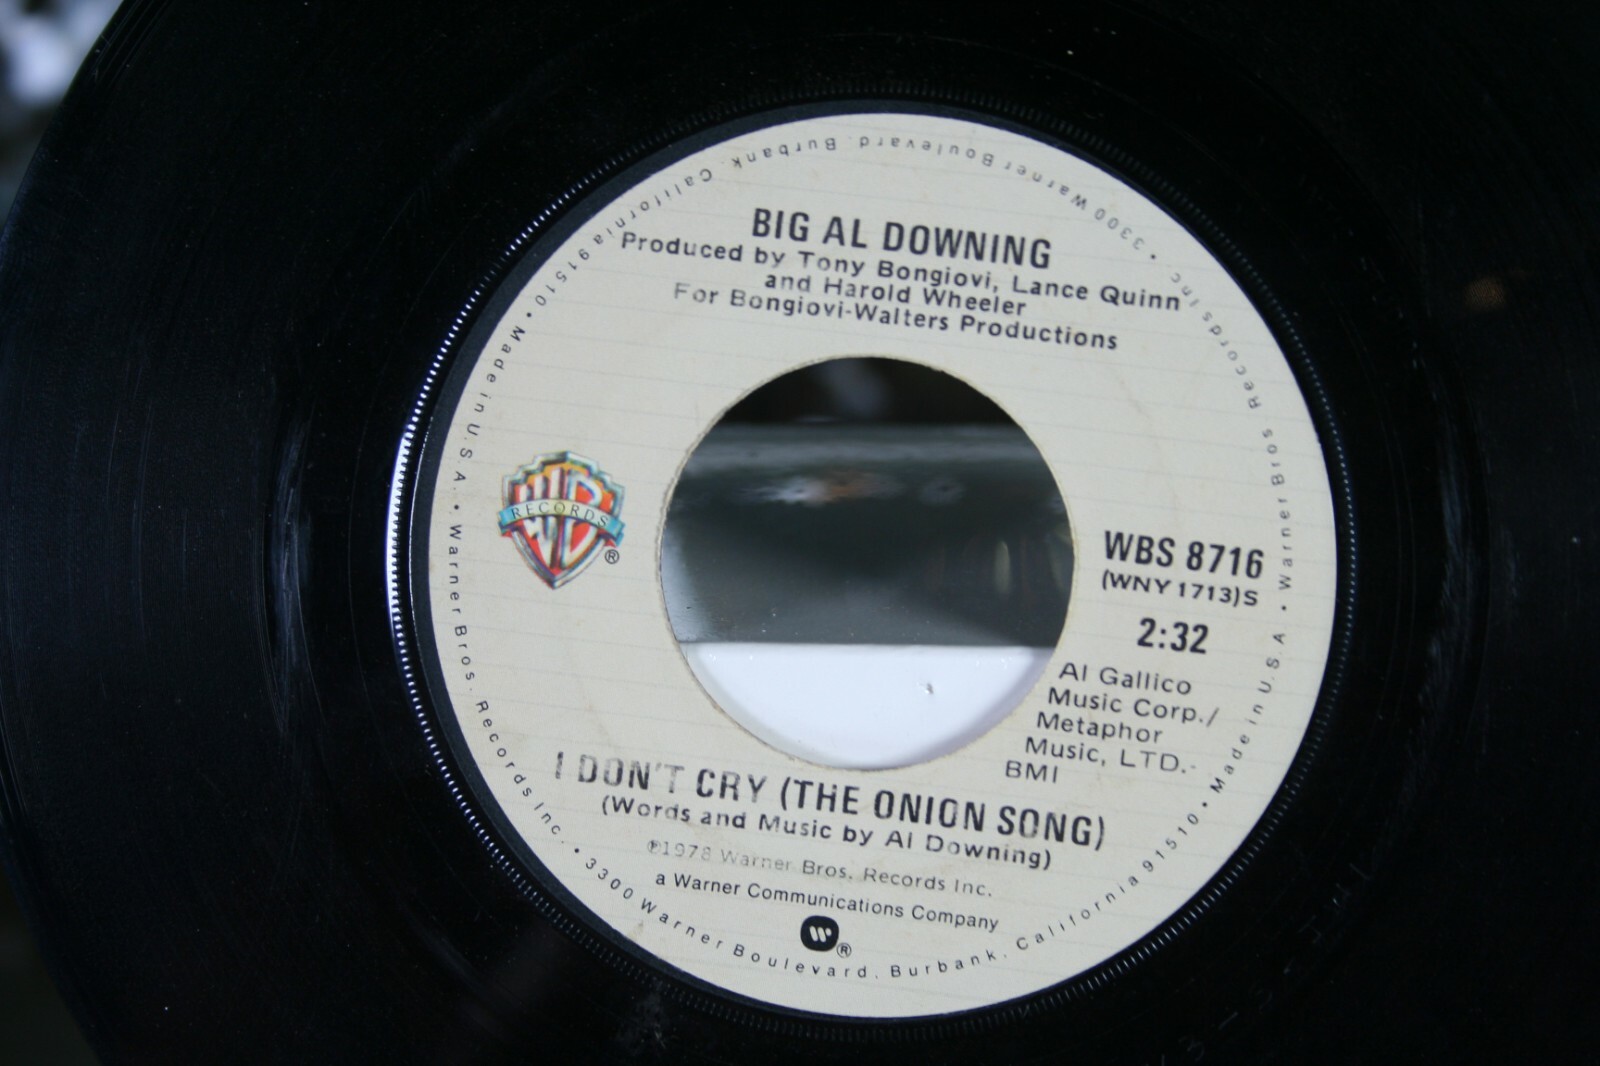 BIG AL DOWNING
Produced by Tony Bongiovi, Lance Quinn
and Harold Wheeler
For Bongiovi-Walters Productions
WB
RECORDS
®
WBS 8716
(WNY 1713)S
2:32
Al Gallico
Music Corp./
Metaphor
Music, LTD.-
BMI
I DON'T CRY (THE ONION SONG)
(Words and Music by Al Downing)
℗1978 Warner Bros. Records Inc.
a Warner Communications Company
®
Warner Bros. Records Inc. • 3300 Warner Boulevard. Burbank. California 91510 • Made in U.S.A. •
Warner Bros. Records Inc. • 3300 Warner Boulevard. Burbank. California 91510 • Made in U.S.A. •